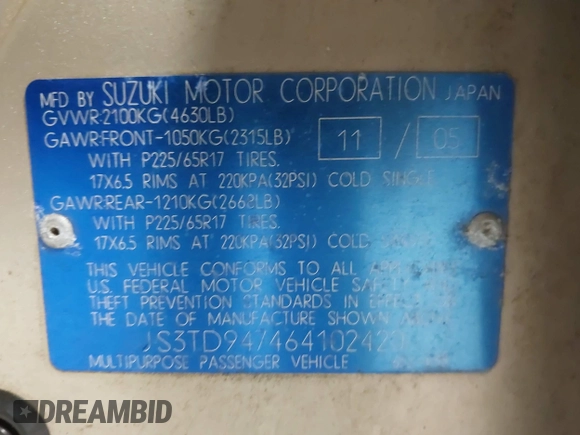 MFD BY SUZUKI MOTOR CORPORATION JAPAN
GVWR:2100KG(4630LB)
GAWR:FRONT-1050KG(2315LB) 11 / 05
WITH P225/65R17 TIRES.
17X6.5 RIMS AT 220KPA(32PSI) COLD SINGLE
GAWR:REAR-1210KG(2668LB)
WITH P225/65R17 TIRES.
17X6.5 RIMS AT 220KPA(32PSI) COLD
THIS VEHICLE CONFORMS TO ALL
U.S. FEDERAL MOTOR VEHICLE
THEFT PREVENTION STANDARDS IN
THE DATE OF MANUFACTURE SHOWN
MULTIPURPOSE PASSENGER VEHICLE
DREAMBID